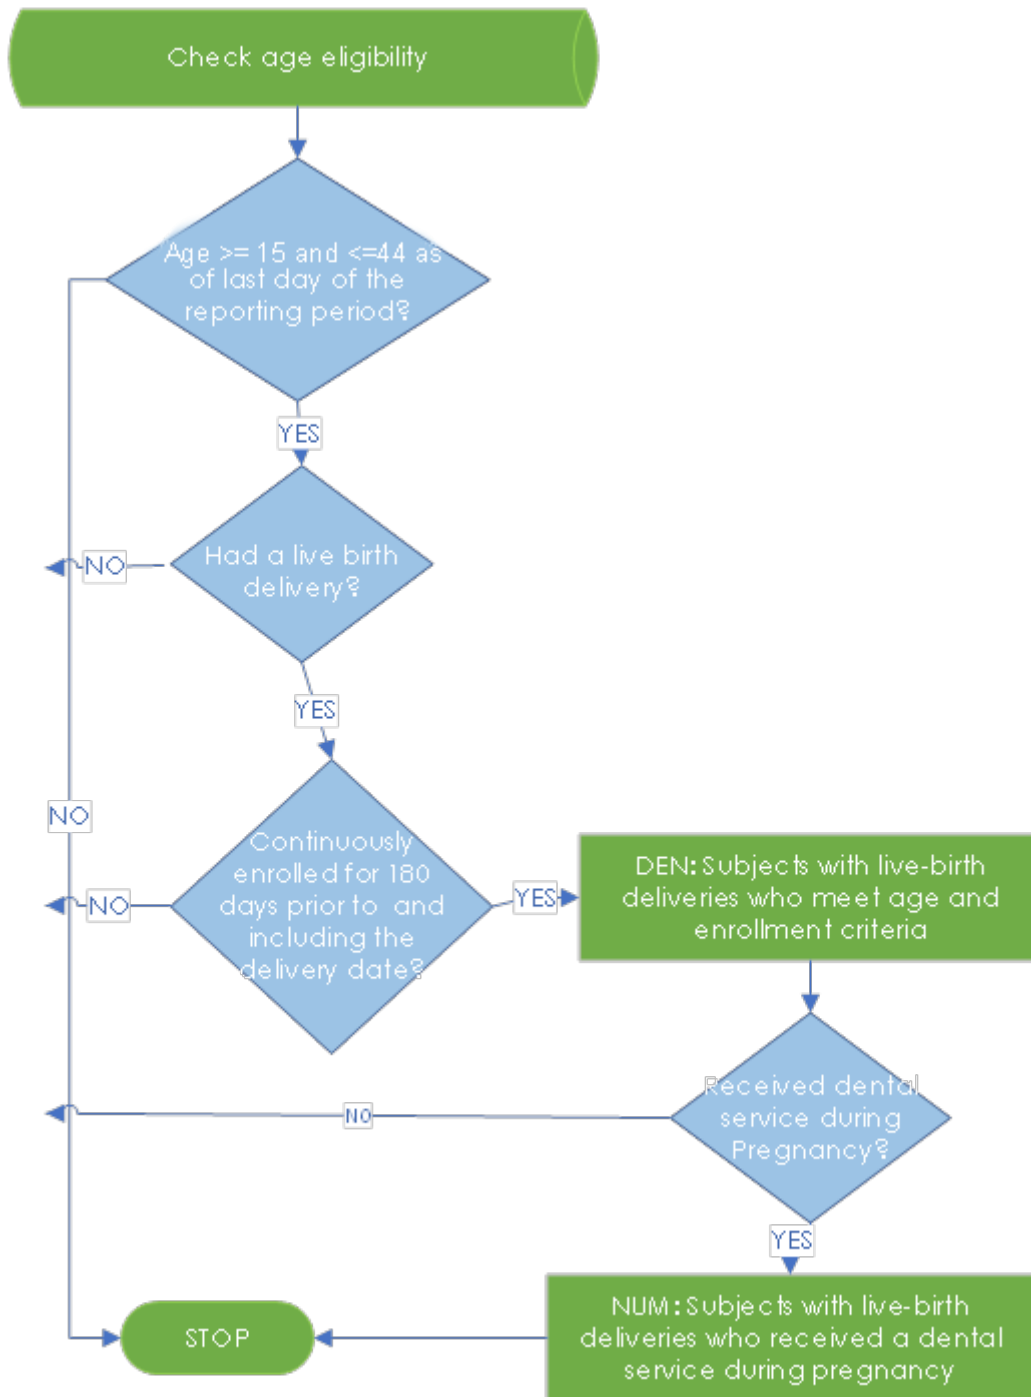 Check age eligibility
Age >= 15 and <=44 as
of last day of the
reporting period?
YES
Had a live birth
delivery?
NO
YES
NO
Continuously
enrolled for 180
days prior to and
including the
delivery date?
NO
YES
DEN: Subjects with live-birth
deliveries who meet age and
enrollment criteria
Received dental
service during
Pregnancy?
NO
YES
NUM: Subjects with live-birth
deliveries who received a dental
service during pregnancy
STOP